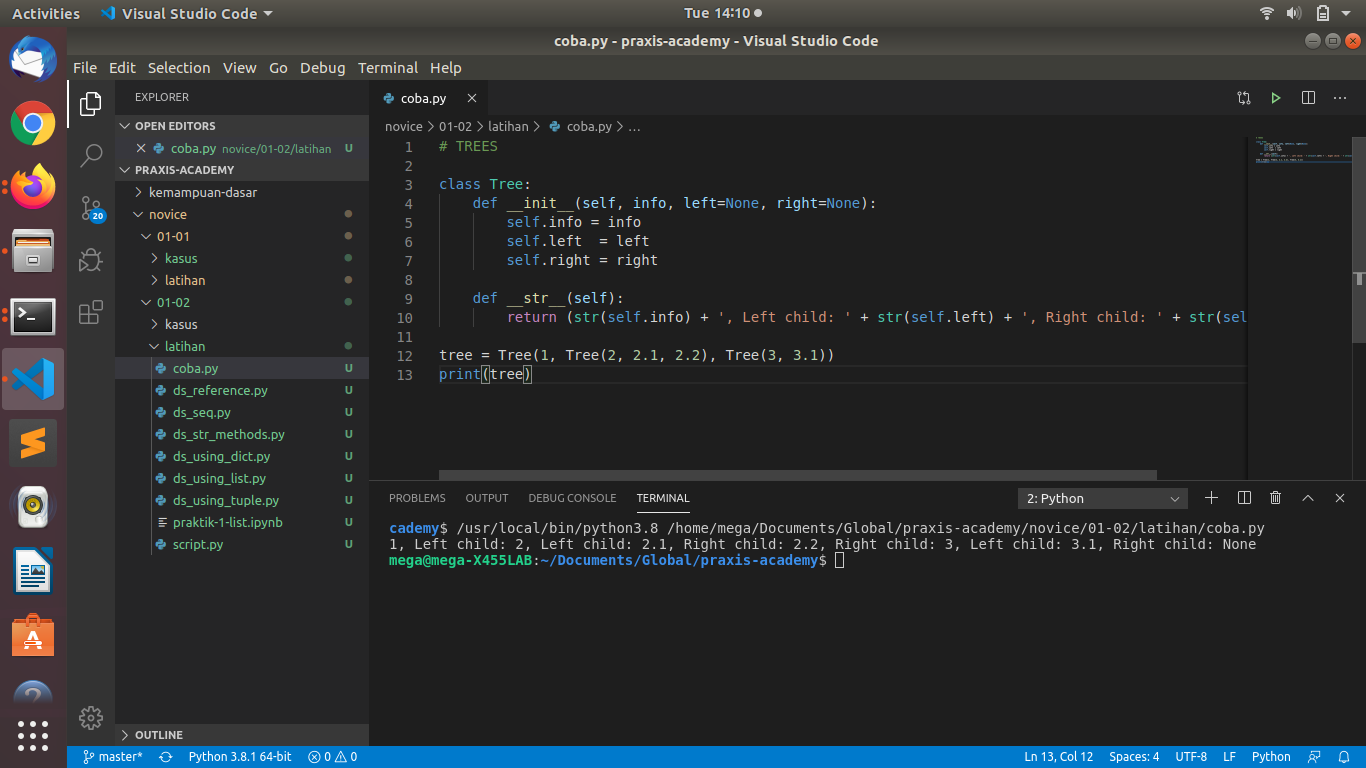 Activities Visual Studio Code Tue 14:10
coba.py - praxis-academy - Visual Studio Code
File Edit Selection View Go Debug Terminal Help
EXPLORER
OPEN EDITORS
coba.py novice/01-02/latihan U
PRAXIS-ACADEMY
kemampuan-dasar
novice
01-01
kasus
latihan
01-02
kasus
latihan
coba.py U
ds_reference.py U
ds_seq.py U
ds_str_methods.py U
ds_using_dict.py U
ds_using_list.py U
ds_using_tuple.py U
praktik-1-list.ipynb U
script.py U
OUTLINE
20
coba.py
novice > 01-02 > latihan > coba.py > ...
1 # TREES
2
3 class Tree:
4 def __init__(self, info, left=None, right=None):
5 self.info = info
6 self.left  = left
7 self.right = right
8
9 def __str__(self):
10 return (str(self.info) + ', Left child: ' + str(self.left) + ', Right child: ' + str(sel
11
12 tree = Tree(1, Tree(2, 2.1, 2.2), Tree(3, 3.1))
13 print(tree)
PROBLEMS OUTPUT DEBUG CONSOLE TERMINAL 2: Python
cademy$ /usr/local/bin/python3.8 /home/mega/Documents/Global/praxis-academy/novice/01-02/latihan/coba.py
1, Left child: 2, Left child: 2.1, Right child: 2.2, Right child: 3, Left child: 3.1, Right child: None
mega@mega-X455LAB:~/Documents/Global/praxis-academy$
master* Python 3.8.1 64-bit 0 0 Ln 13, Col 12 Spaces: 4 UTF-8 LF Python